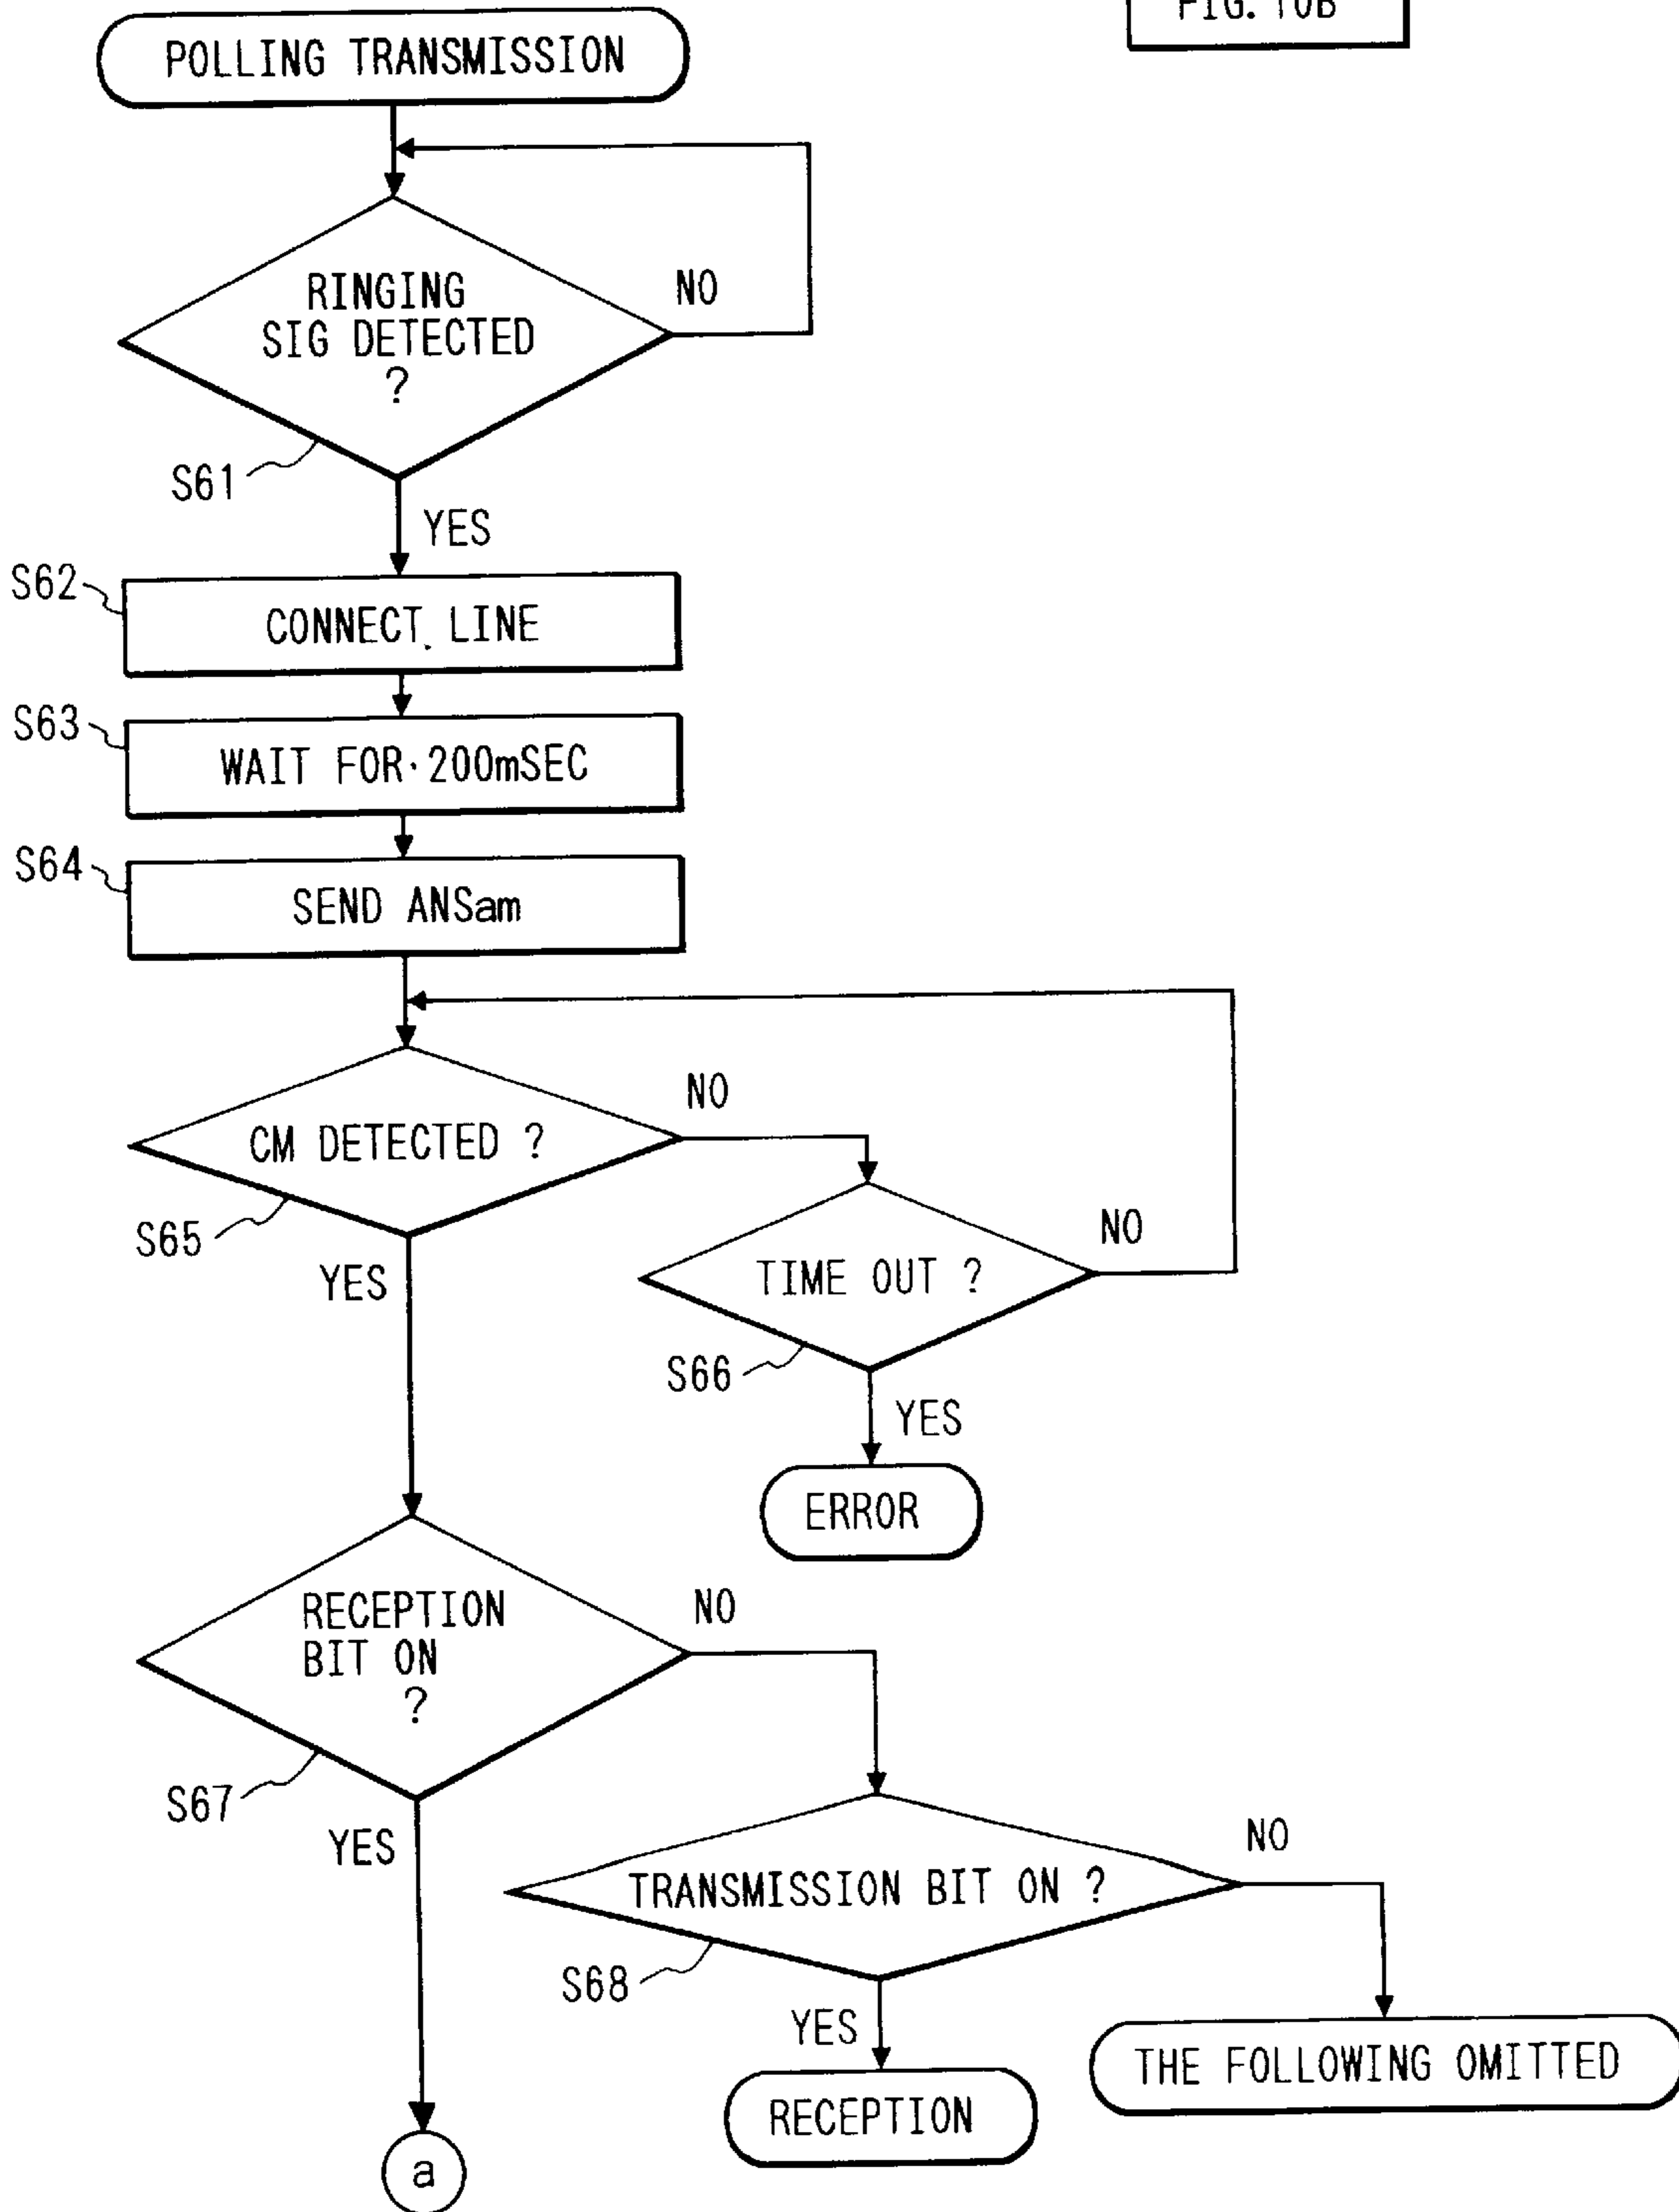 FIG. 10B
POLLING TRANSMISSION
RINGING
SIG DETECTED
?
NO
S61
YES
S62
CONNECT LINE
S63
WAIT FOR 200mSEC
S64
SEND ANSam
CM DETECTED ?
NO
S65
YES
TIME OUT ?
NO
S66
YES
ERROR
RECEPTION
BIT ON
?
NO
S67
YES
TRANSMISSION BIT ON ?
NO
S68
YES
RECEPTION
THE FOLLOWING OMITTED
a